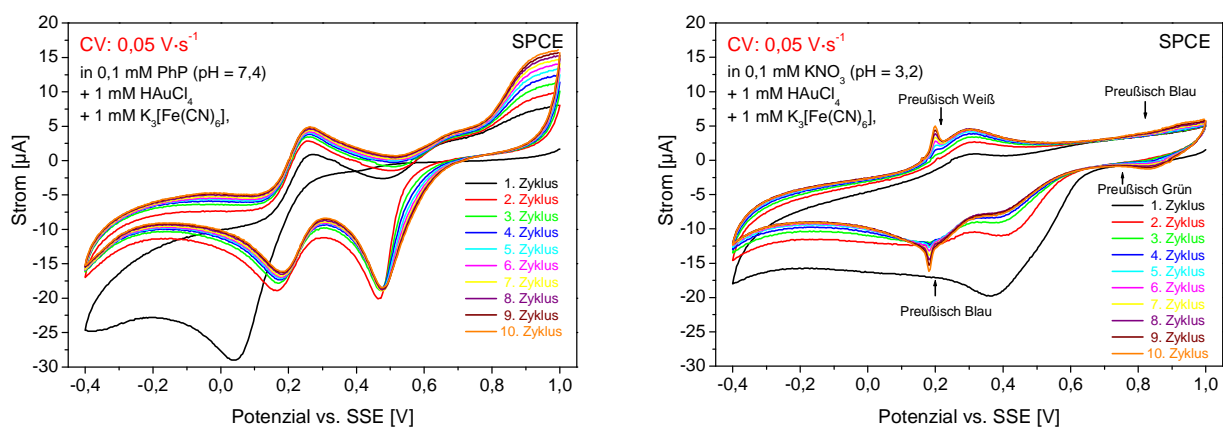 CV: 0,05 V·s⁻¹
SPCE
in 0,1 mM PhP (pH = 7,4)
+ 1 mM HAuCl₄
+ 1 mM K₃[Fe(CN)₆],
Strom [µA]
20
15
10
5
0
-5
-10
-15
-20
-25
-30
1. Zyklus
2. Zyklus
3. Zyklus
4. Zyklus
5. Zyklus
6. Zyklus
7. Zyklus
8. Zyklus
9. Zyklus
10. Zyklus
-0,4 -0,2 0,0 0,2 0,4 0,6 0,8 1,0
Potenzial vs. SSE [V]
CV: 0,05 V·s⁻¹
SPCE
in 0,1 mM KNO₃ (pH = 3,2)
+ 1 mM HAuCl₄
+ 1 mM K₃[Fe(CN)₆],
Preußisch Weiß
Preußisch Blau
Preußisch Grün
Preußisch Blau
Strom [µA]
20
15
10
5
0
-5
-10
-15
-20
-25
-30
1. Zyklus
2. Zyklus
3. Zyklus
4. Zyklus
5. Zyklus
6. Zyklus
7. Zyklus
8. Zyklus
9. Zyklus
10. Zyklus
-0,4 -0,2 0,0 0,2 0,4 0,6 0,8 1,0
Potenzial vs. SSE [V]